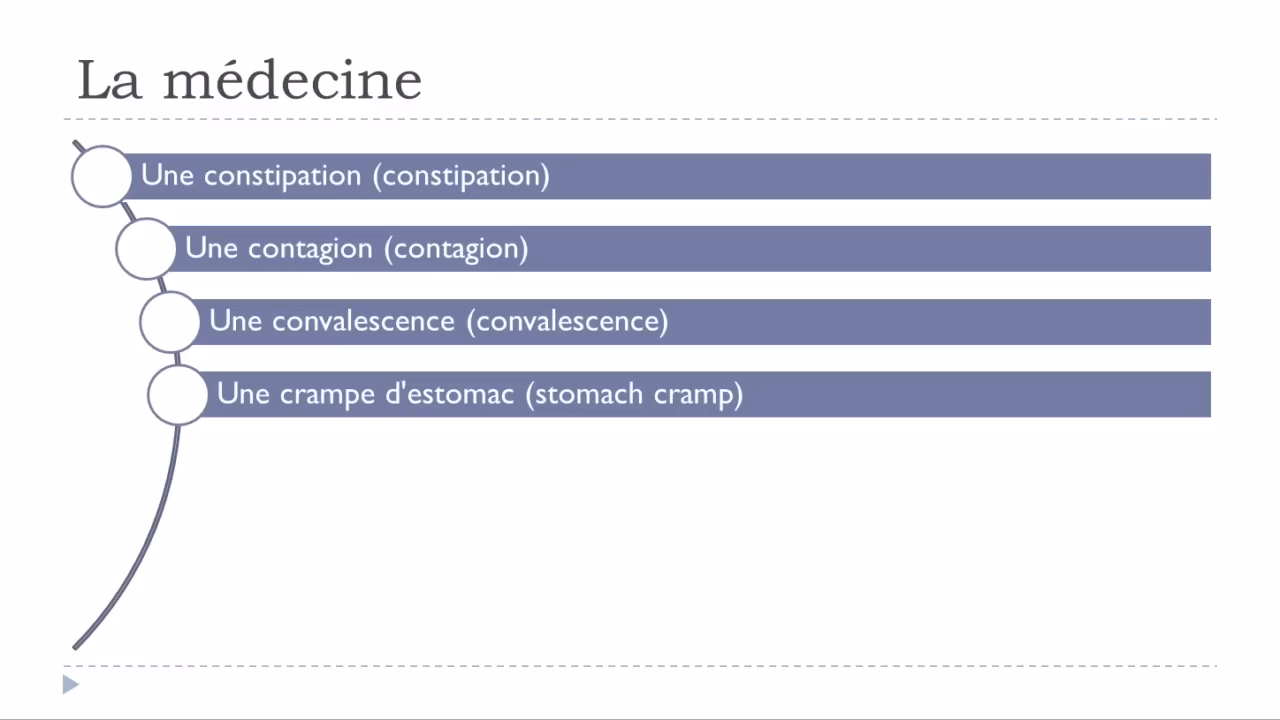 La médecine
Une constipation (constipation)
Une contagion (contagion)
Une convalescence (convalescence)
Une crampe d'estomac (stomach cramp)